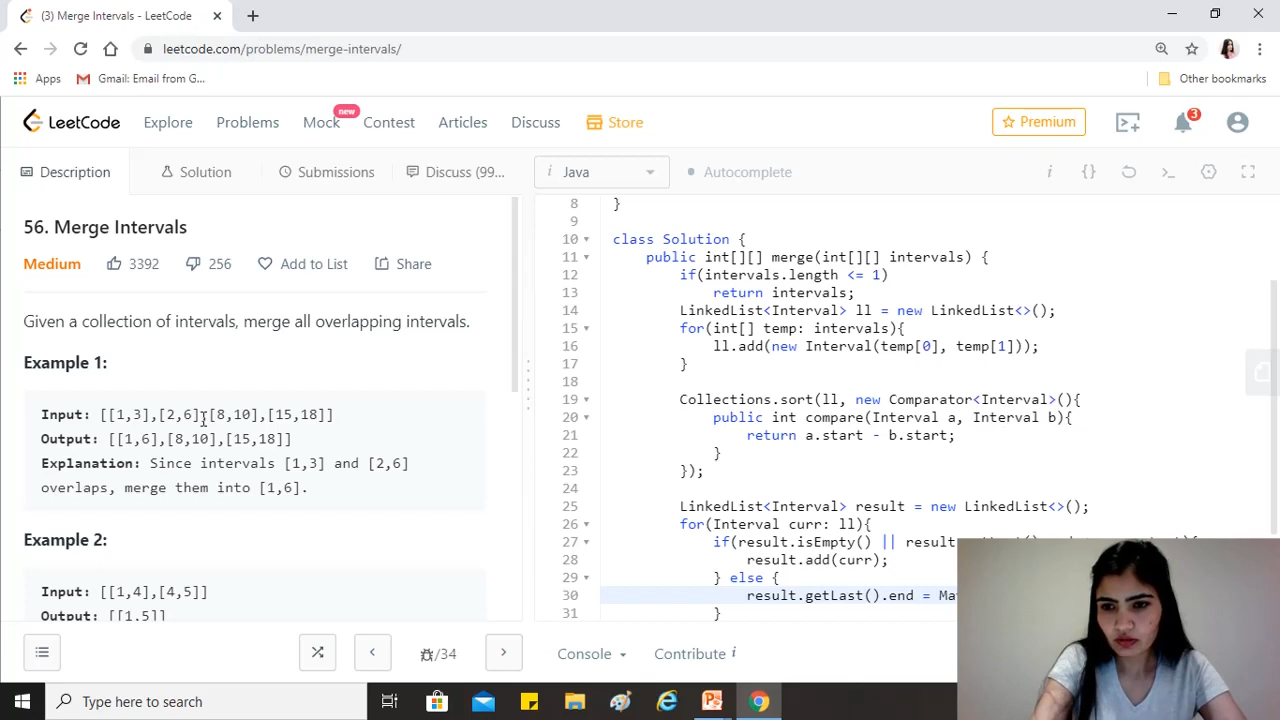 (3) Merge Intervals - LeetCode
leetcode.com/problems/merge-intervals/
Apps Gmail: Email from G... Other bookmarks
LeetCode Explore Problems Mock new Contest Articles Discuss Store Premium 3
Description Solution Submissions Discuss (99... i Java Autocomplete i {}
56. Merge Intervals
Medium 3392 256 Add to List Share
Given a collection of intervals, merge all overlapping intervals.
Example 1:
Input: [[1,3],[2,6],[8,10],[15,18]]
Output: [[1,6],[8,10],[15,18]]
Explanation: Since intervals [1,3] and [2,6]
overlaps, merge them into [1,6].
Example 2:
Input: [[1,4],[4,5]]
Output: [[1,5]]
8 }
9
10 class Solution {
11 public int[][] merge(int[][] intervals) {
12 if(intervals.length <= 1)
13 return intervals;
14 LinkedList<Interval> ll = new LinkedList<>();
15 for(int[] temp: intervals){
16 ll.add(new Interval(temp[0], temp[1]));
17 }
18
19 Collections.sort(ll, new Comparator<Interval>(){
20 public int compare(Interval a, Interval b){
21 return a.start - b.start;
22 }
23 });
24
25 LinkedList<Interval> result = new LinkedList<>();
26 for(Interval curr: ll){
27 if(result.isEmpty() || result
28 result.add(curr);
29 } else {
30 result.getLast().end = Ma
31 }
/34 Console Contribute i
Type here to search